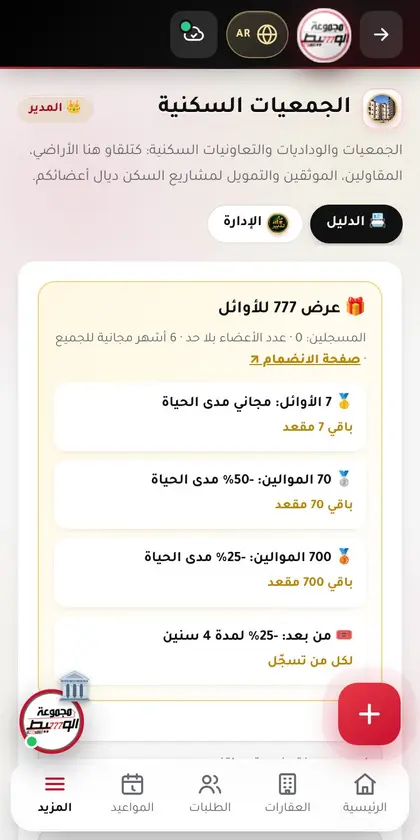 AR
مجموعة
الوسيط
777
الجمعيات السكنية
المدير
الجمعيات والوداديات والتعاونيات السكنية: كتلقاو هنا الأراضي،
المقاولين، الموثقين والتمويل لمشاريع السكن ديال أعضائكم.
الدليل
الإدارة
عرض 777 للأوائل
المسجلين: 0 · عدد الأعضاء بلا حد · 6 أشهر مجانية للجميع
· صفحة الانضمام ↗
7 الأوائل: مجاني مدى الحياة
باقي 7 مقعد
70 الموالين: -50% مدى الحياة
باقي 70 مقعد
700 الموالين: -25% مدى الحياة
باقي 700 مقعد
من بعد: -25% لمدة 4 سنين
لكل من تسجّل
مجموعة
الوسيط
777
الرئيسية
العقارات
الطلبات
المواعيد
المزيد